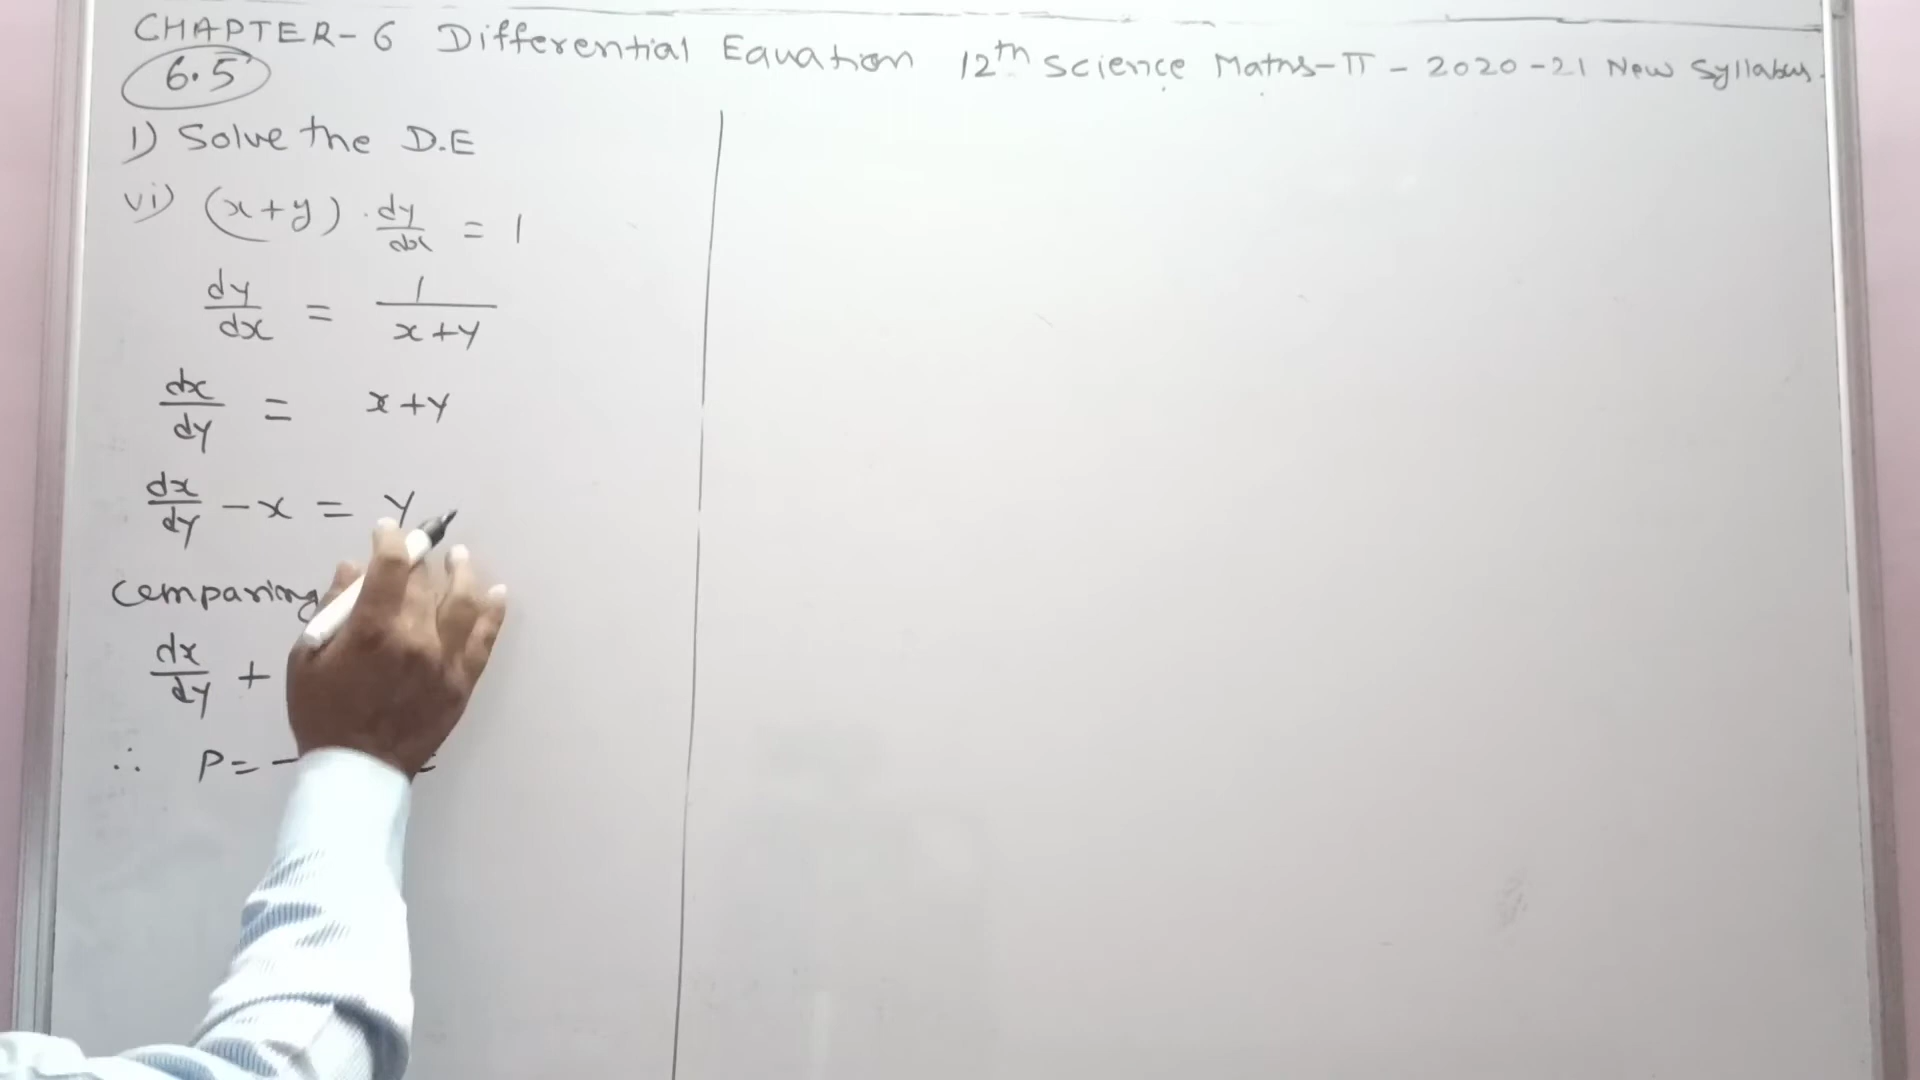 CHAPTER-6 Differential Equation 12th Science Maths-II - 2020-21 New Syllabus.
6.5
1) Solve the D.E
vi) (x+y) . dy/dx = 1
dy/dx = 1/x+y
dx/dy = x+y
dx/dy - x = y
comparing
dx/dy +
∴ P = - =